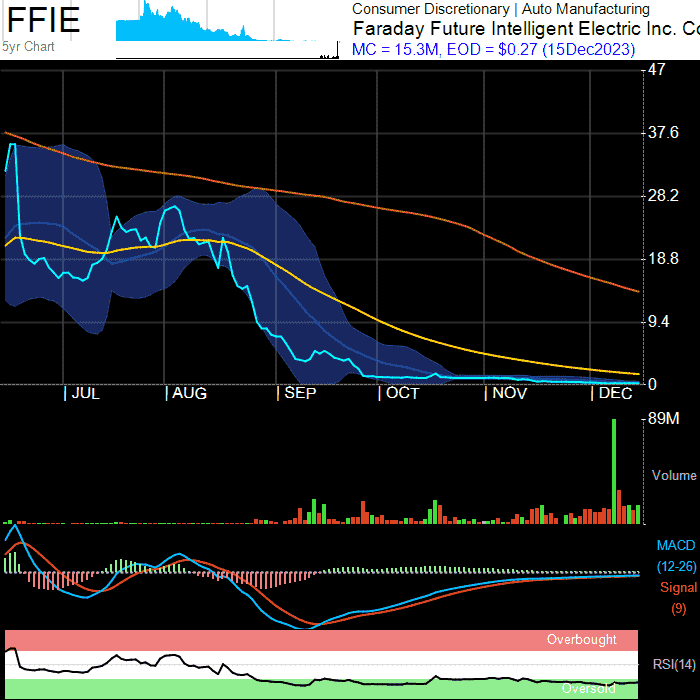 FFIE
5yr Chart
Consumer Discretionary | Auto Manufacturing
Faraday Future Intelligent Electric Inc. Co
MC = 15.3M, EOD = $0.27 (15Dec2023)
47
37.6
28.2
18.8
9.4
0
JUL AUG SEP OCT NOV DEC
89M
Volume
MACD
(12-26)
Signal
(9)
Overbought
RSI(14)
Oversold